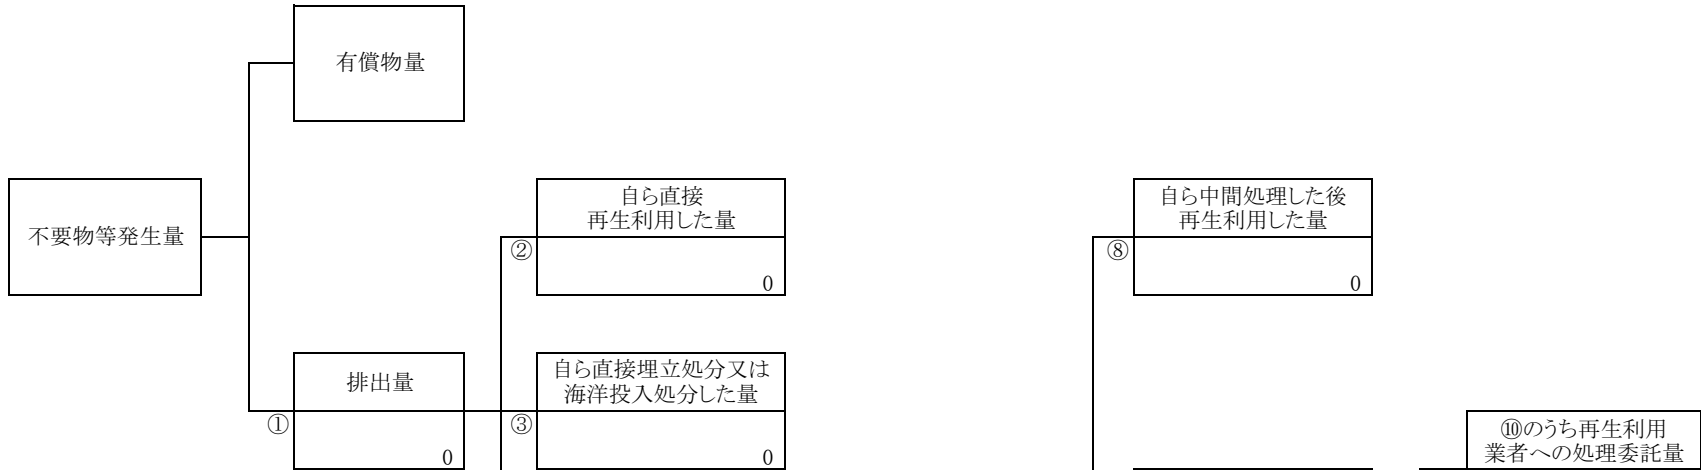 有償物量
不要物等発生量
自ら直接
再生利用した量
②
0
自ら中間処理した後
再生利用した量
⑧
0
排出量
①
0
自ら直接埋立処分又は
海洋投入処分した量
③
0
⑩のうち再生利用
業者への処理委託量